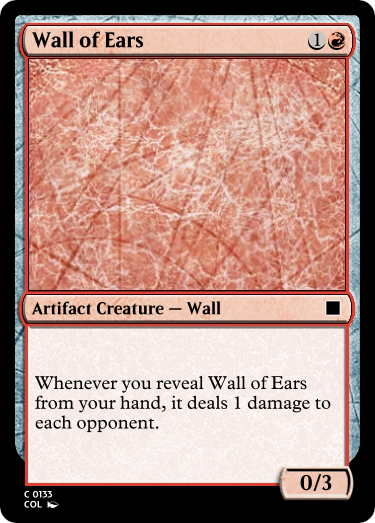 Wall of Ears 1
Artifact Creature — Wall
Whenever you reveal Wall of Ears
from your hand, it deals 1 damage to
each opponent.
0/3
C 0133
COL